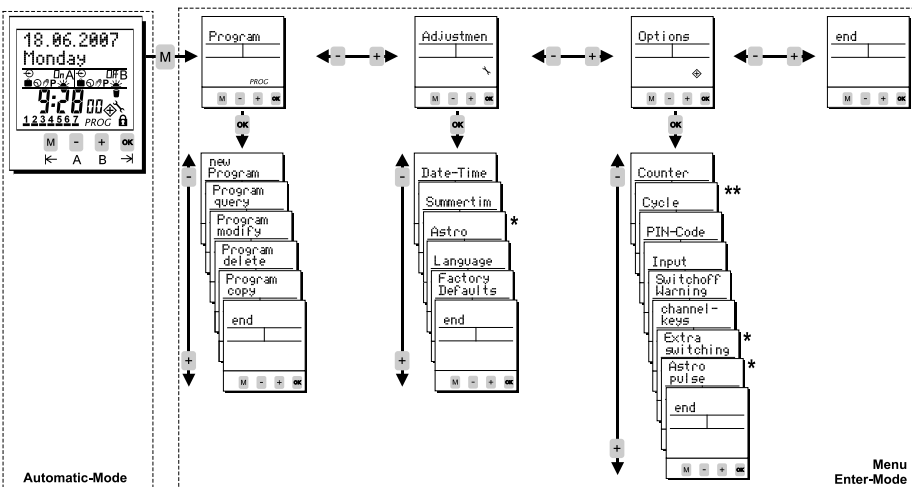 18.06.2007
Monday
On A Off B
P P
9:28 00
1234567 PROG
M - + OK
A B
Automatic-Mode
M
Program
PROG
M - + OK
- +
Adjustmen
M - + OK
- +
Options
M - + OK
- +
end
M - + OK
OK
OK
OK
-
new
Program
Program
query
Program
modify
Program
delete
Program
copy
end
M - + OK
+
-
Date-Time
Summertim
Astro *
Language
Factory
Defaults
end
M - + OK
+
-
Counter
Cycle **
PIN-Code
Input
Switchoff
Warning
channel-
keys
Extra *
switching
Astro *
pulse
end
M - + OK
+
Menu
Enter-Mode